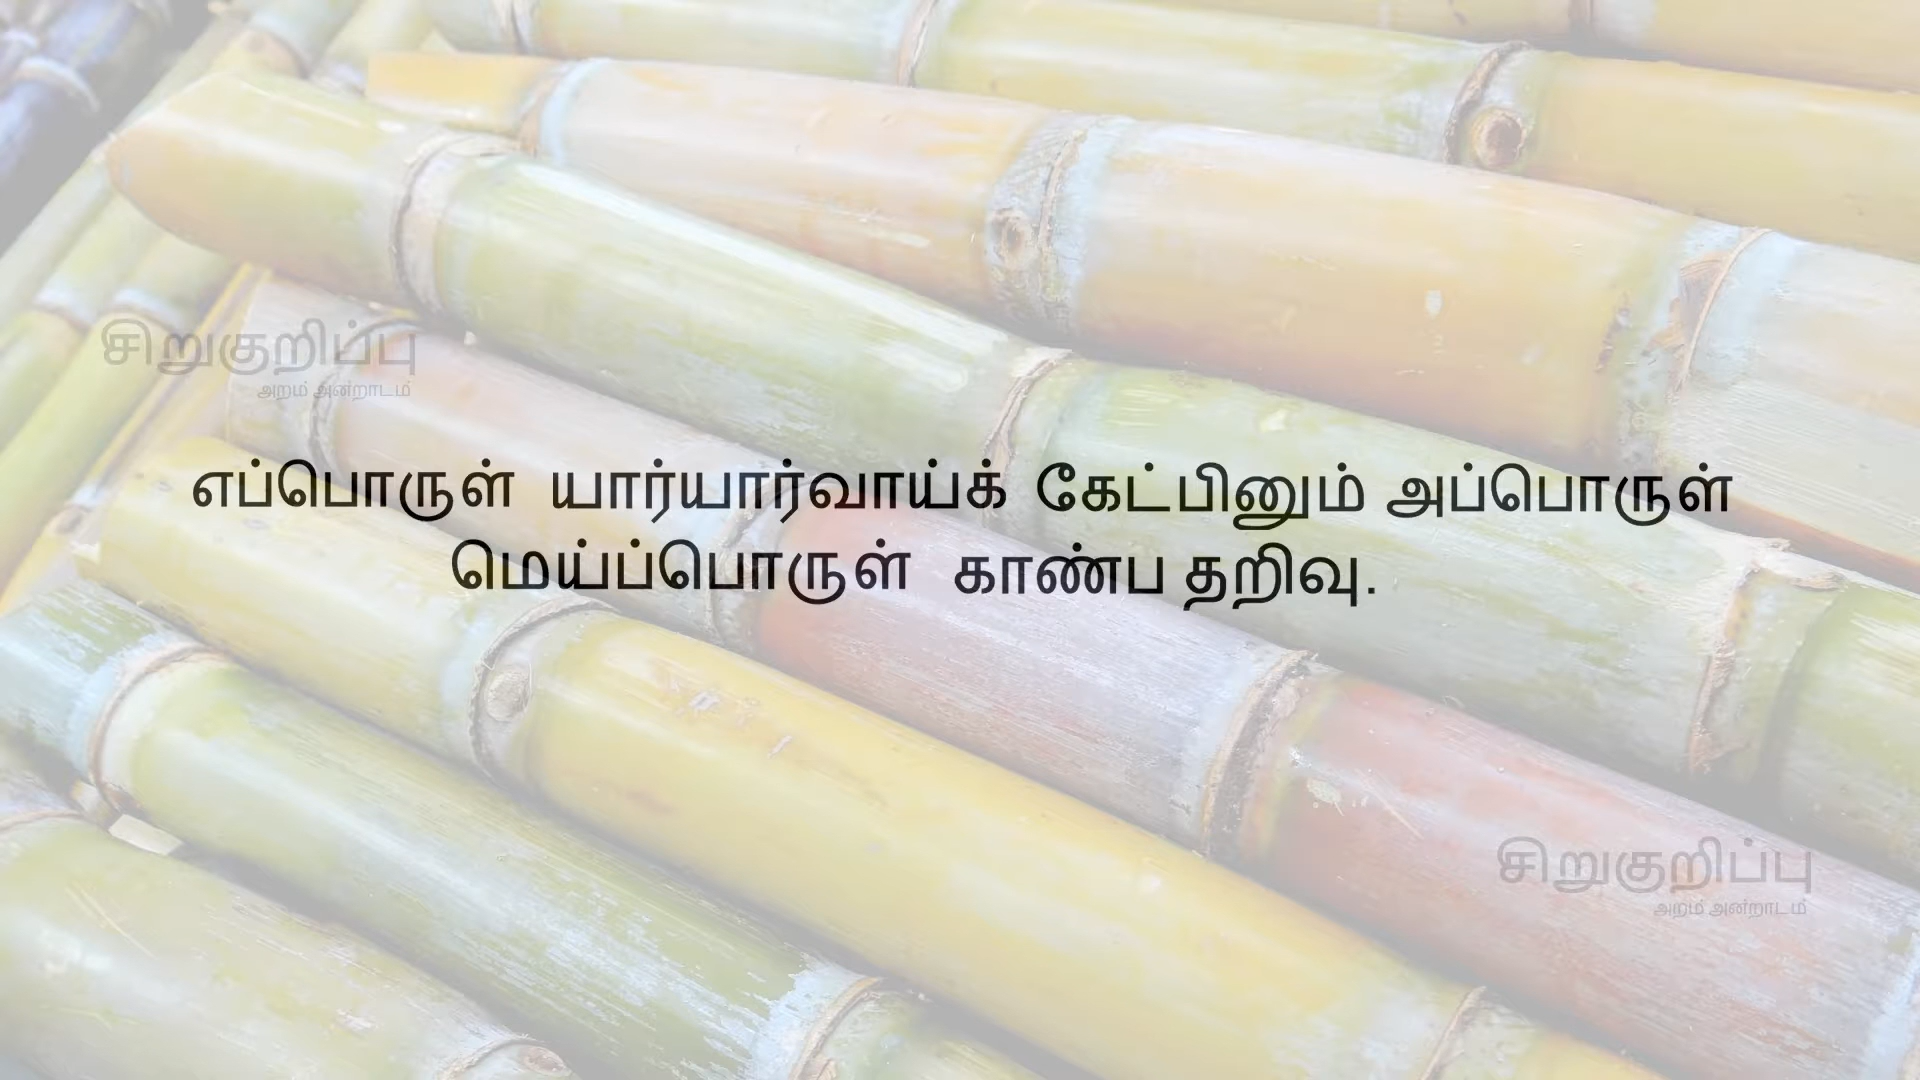 சிறுகுறிப்பு
அறம் அன்றாடம்
எப்பொருள் யார்யார்வாய்க் கேட்பினும் அப்பொருள்
மெய்ப்பொருள் காண்ப தறிவு.
சிறுகுறிப்பு
அறம் அன்றாடம்